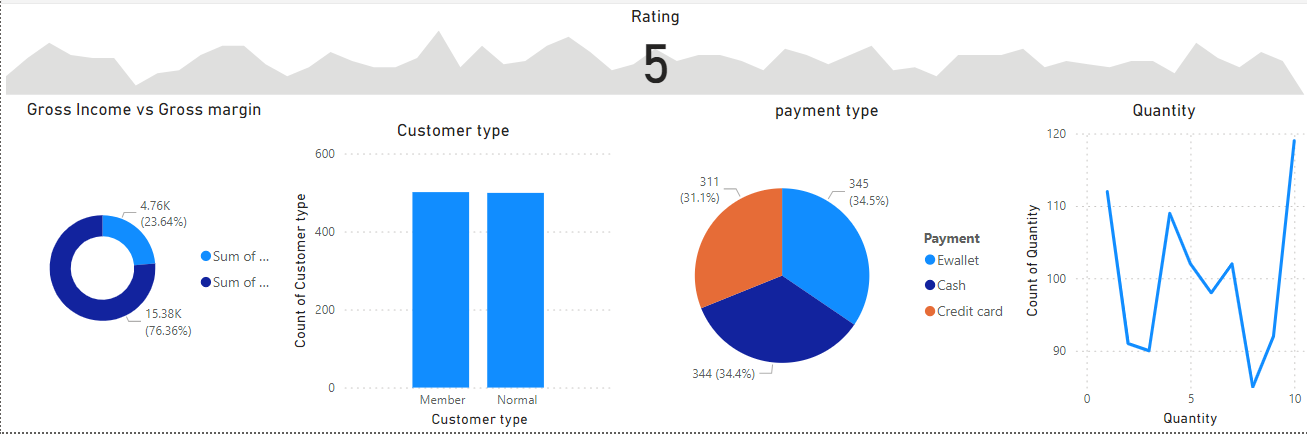 Rating
5
Gross Income vs Gross margin
4.76K
(23.64%)
15.38K
(76.36%)
Sum of ...
Sum of ...
Customer type
Count of Customer type
600
400
200
0
Member
Normal
Customer type
payment type
311
(31.1%)
345
(34.5%)
344 (34.4%)
Payment
Ewallet
Cash
Credit card
Quantity
Count of Quantity
120
110
100
90
0
5
10
Quantity